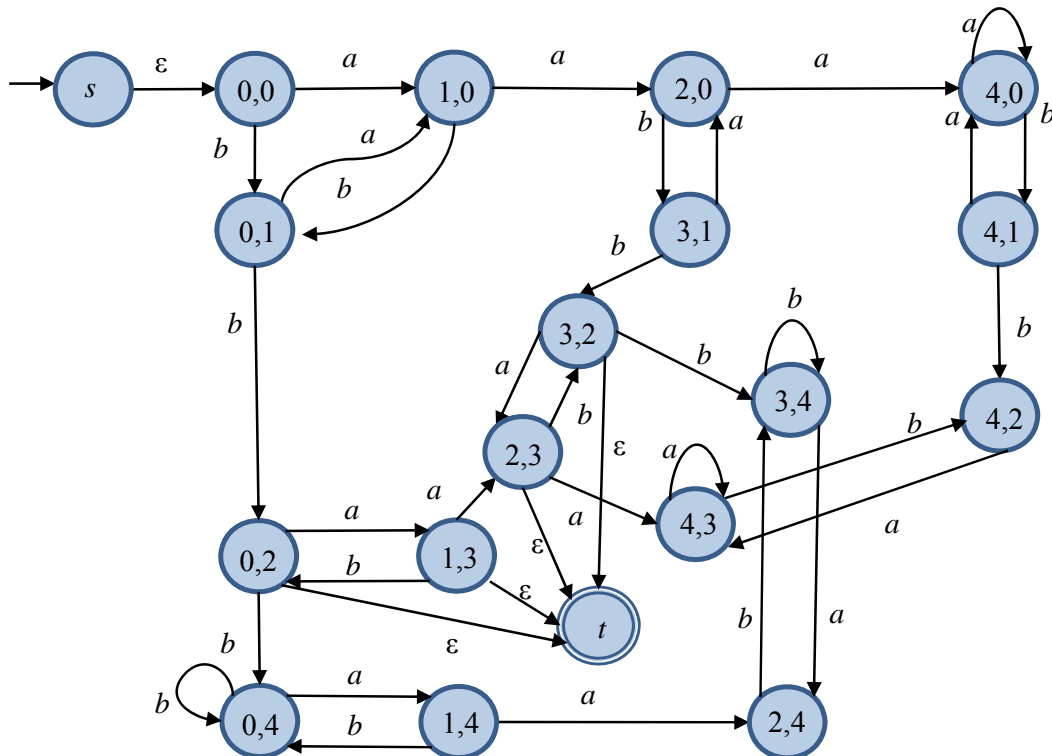 a
ε a a a
s 0,0 1,0 2,0 4,0
b a b a a b
b
0,1 3,1 4,1
b
b b b
3,2
a b 3,4
b 4,2
ε b
2,3 a
a a 4,3
a ε a
0,2 b 1,3 ε
t
b ε b a
a
b 0,4 1,4 a 2,4
b